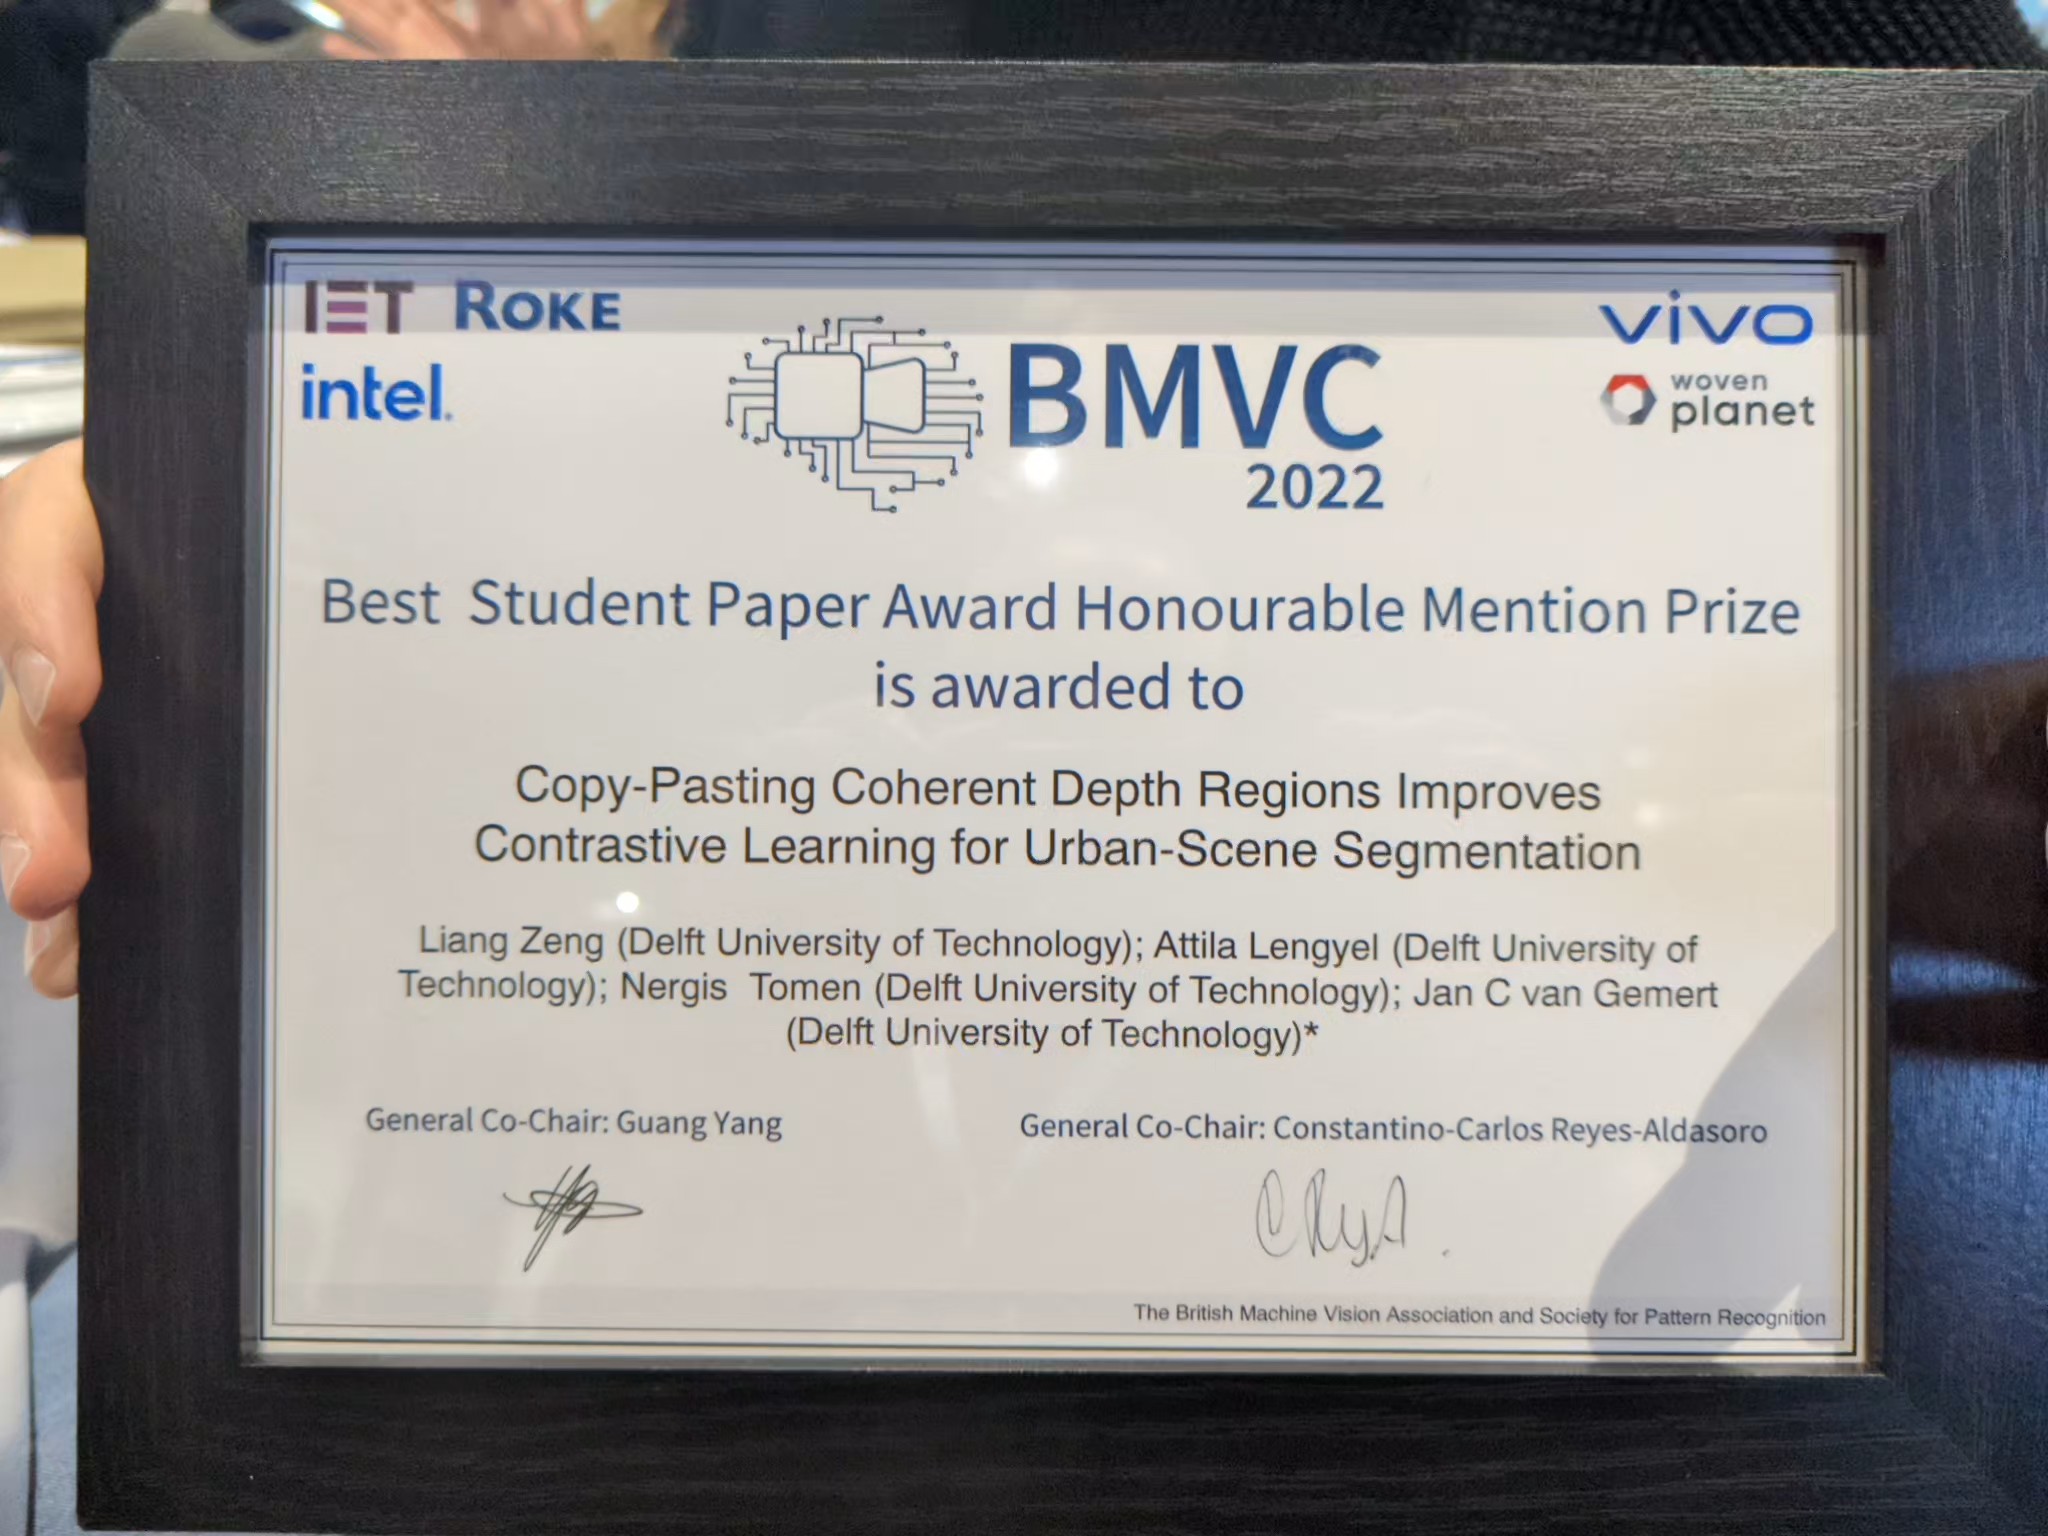 IET ROKE
intel.
vivo
woven
planet
BMVC
2022
Best Student Paper Award Honourable Mention Prize
is awarded to
Copy-Pasting Coherent Depth Regions Improves
Contrastive Learning for Urban-Scene Segmentation
Liang Zeng (Delft University of Technology); Attila Lengyel (Delft University of
Technology); Nergis Tomen (Delft University of Technology); Jan C van Gemert
(Delft University of Technology)*
General Co-Chair: Guang Yang
General Co-Chair: Constantino-Carlos Reyes-Aldasoro
The British Machine Vision Association and Society for Pattern Recognition